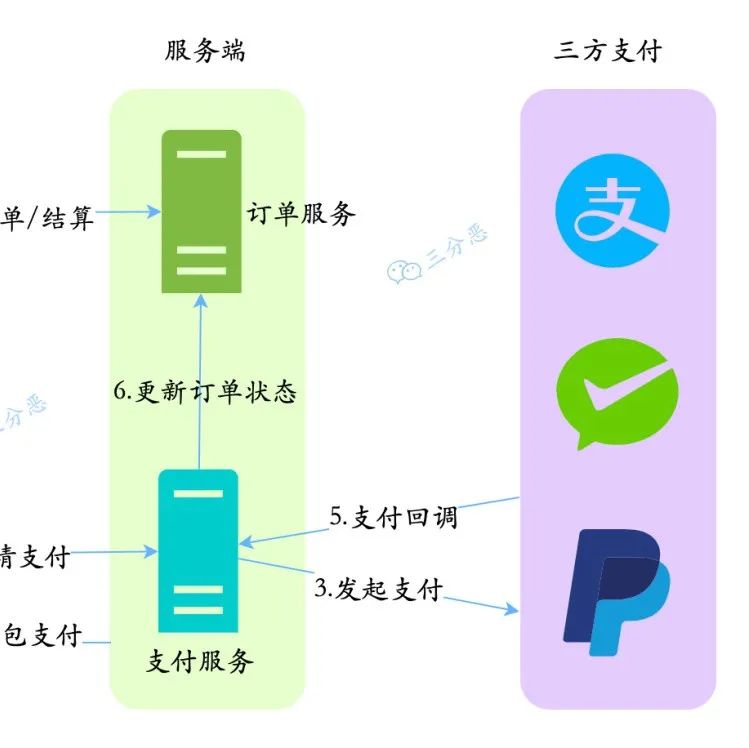 服务端
三方支付
单/结算
订单服务
三分恶
支
6.更新订单状态
分恶
5.支付回调
请支付
3.发起支付
包支付
支付服务